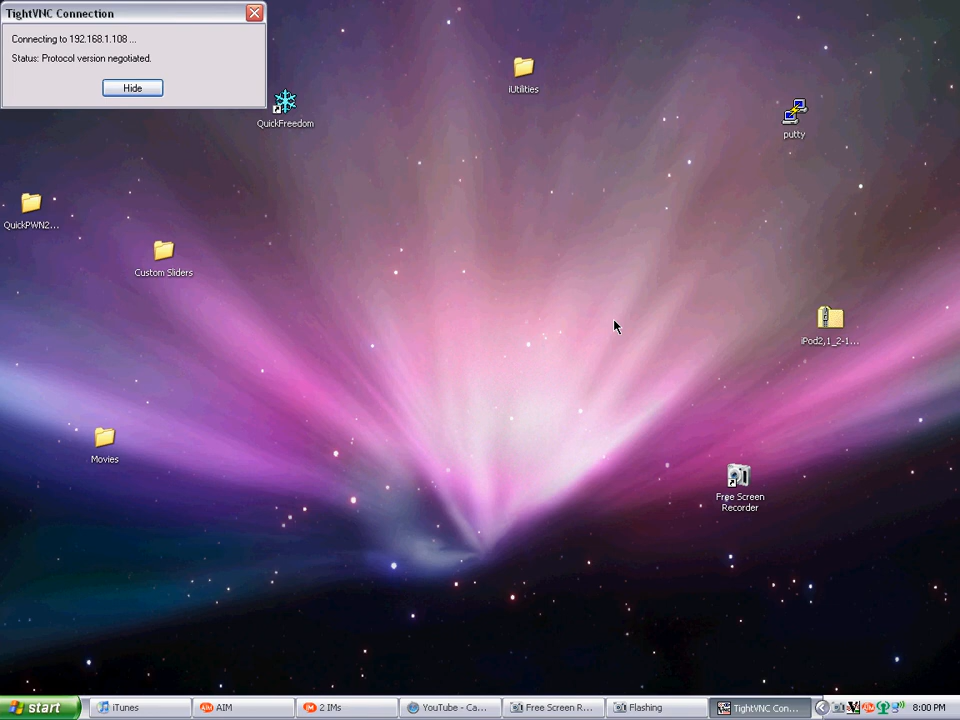 TightVNC Connection
Connecting to 192.168.1.108 ...
Status: Protocol version negotiated.
Hide
QuickFreedom
iUtilities
putty
QuickPWN2...
Custom Sliders
iPod2,1_2-1...
Movies
Free Screen
Recorder
start
iTunes
AIM
2 IMs
YouTube - Ca...
Free Screen R...
Flashing
TightVNC Con...
8:00 PM